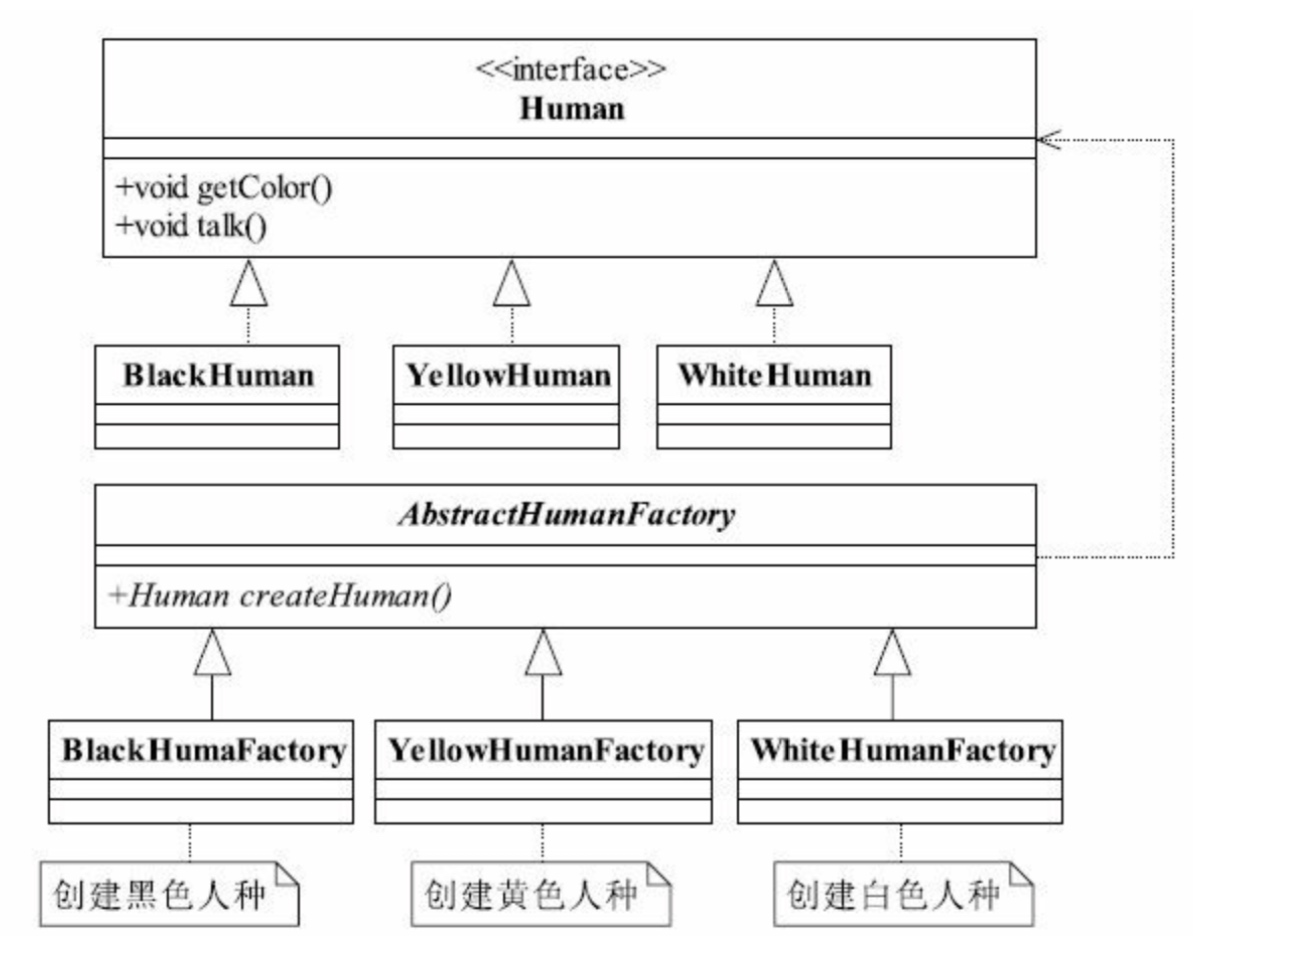 <<interface>>
Human
+void getColor()
+void talk()
BlackHuman
YellowHuman
WhiteHuman
AbstractHumanFactory
+Human createHuman()
BlackHumaFactory
YellowHumanFactory
WhiteHumanFactory
创建黑色人种
创建黄色人种
创建白色人种